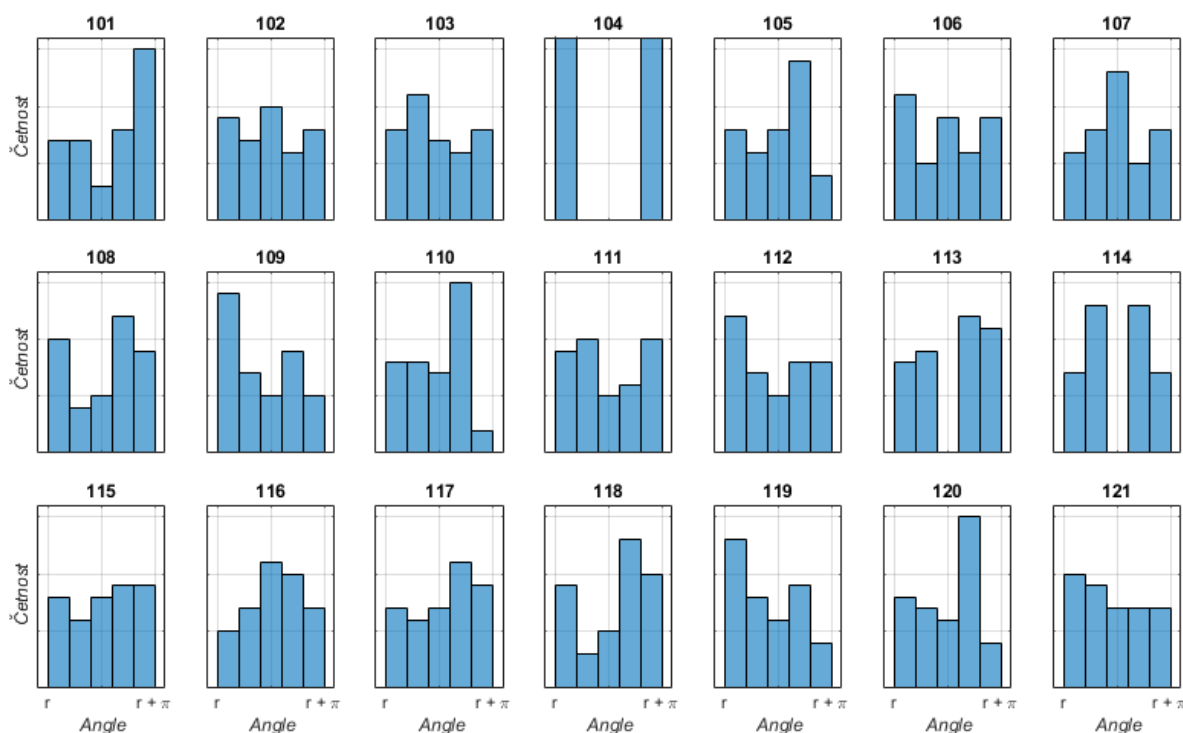 101 102 103 104 105 106 107
Četnost
108 109 110 111 112 113 114
Četnost
115 116 117 118 119 120 121
Četnost
r r + π r r + π r r + π r r + π r r + π r r + π r r + π
Angle Angle Angle Angle Angle Angle Angle